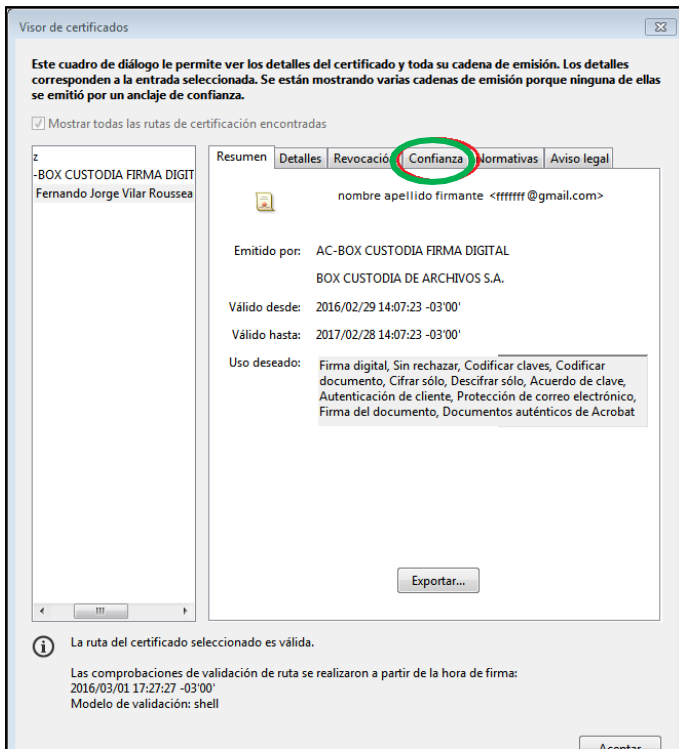 Visor de certificados
Este cuadro de diálogo le permite ver los detalles del certificado y toda su cadena de emisión. Los detalles
corresponden a la entrada seleccionada. Se están mostrando varias cadenas de emisión porque ninguna de ellas
se emitió por un anclaje de confianza.
Mostrar todas las rutas de certificación encontradas
z
-BOX CUSTODIA FIRMA DIGIT
Fernando Jorge Vilar Roussea
Resumen Detalles Revocación Confianza Normativas Aviso legal
nombre apellido firmante <fffffff@gmail.com>
Emitido por: AC-BOX CUSTODIA FIRMA DIGITAL
BOX CUSTODIA DE ARCHIVOS S.A.
Válido desde: 2016/02/29 14:07:23 -03'00'
Válido hasta: 2017/02/28 14:07:23 -03'00'
Uso deseado: Firma digital, Sin rechazar, Codificar claves, Codificar
documento, Cifrar sólo, Descifrar sólo, Acuerdo de clave,
Autenticación de cliente, Protección de correo electrónico,
Firma del documento, Documentos auténticos de Acrobat
Exportar...
La ruta del certificado seleccionado es válida.
Las comprobaciones de validación de ruta se realizaron a partir de la hora de firma:
2016/03/01 17:27:27 -03'00'
Modelo de validación: shell
Aceptar